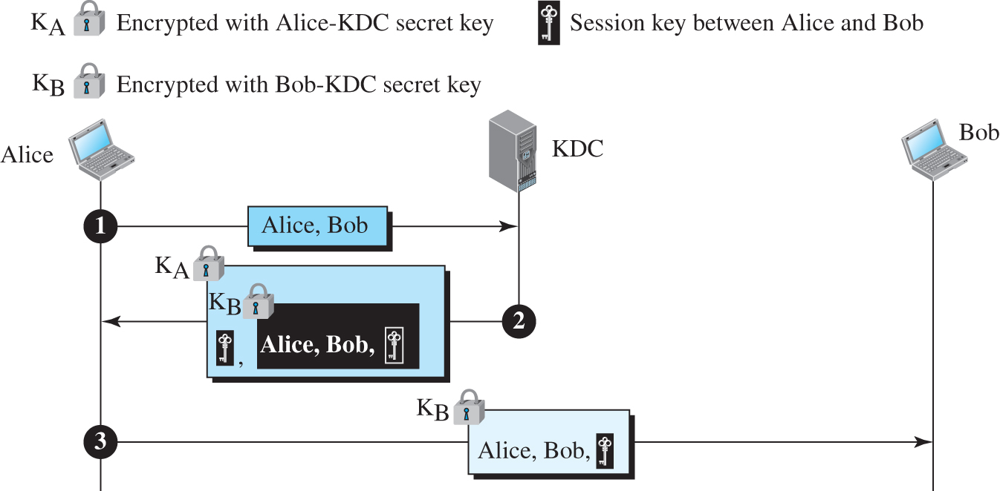 KA Encrypted with Alice-KDC secret key
Session key between Alice and Bob
KB Encrypted with Bob-KDC secret key
Alice
KDC
Bob
1
Alice, Bob
KA
KB
2
, Alice, Bob,
KB
3
Alice, Bob,